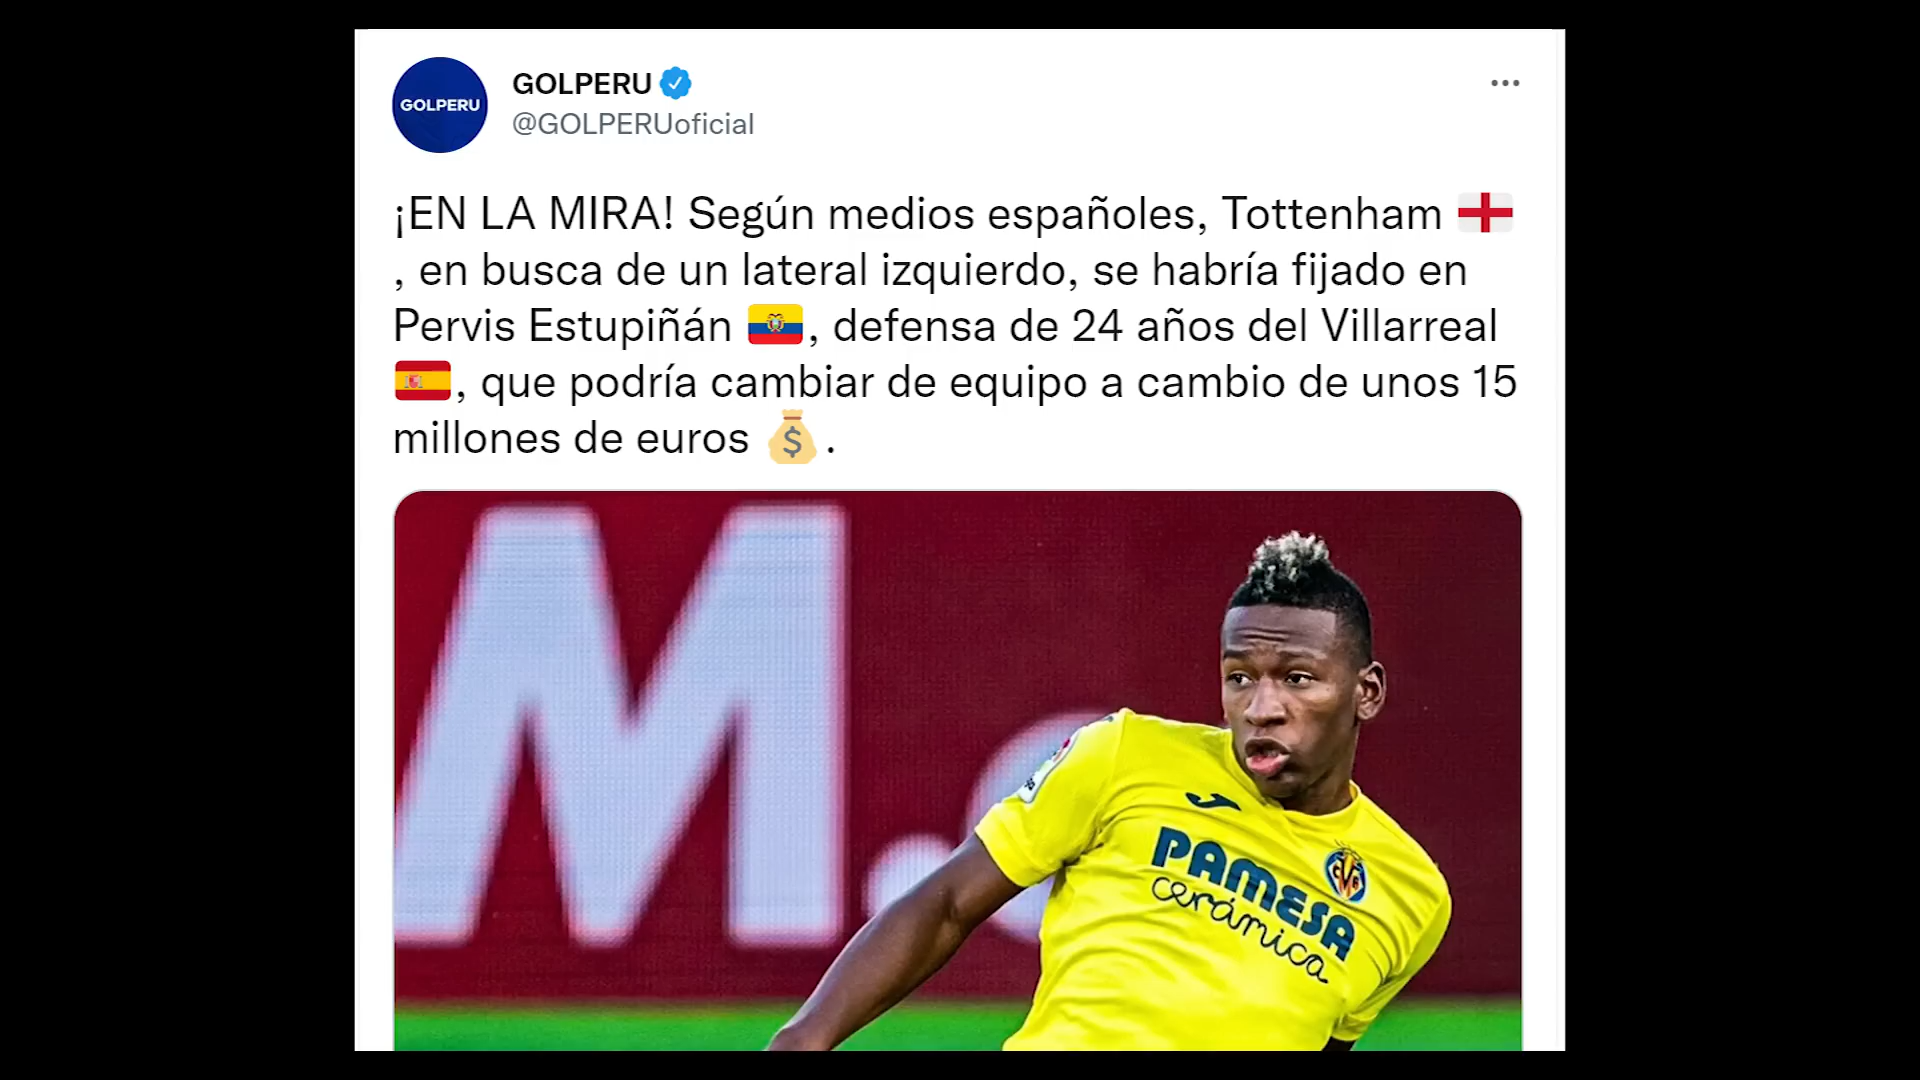 GOLPERU
GOLPERU
@GOLPERUoficial
¡EN LA MIRA! Según medios españoles, Tottenham 🏴󠁧󠁢󠁥󠁮󠁧󠁿
, en busca de un lateral izquierdo, se habría fijado en
Pervis Estupiñán 🇪🇨, defensa de 24 años del Villarreal
🇪🇸, que podría cambiar de equipo a cambio de unos 15
millones de euros 💰.
M.
PAMESA
cerámica